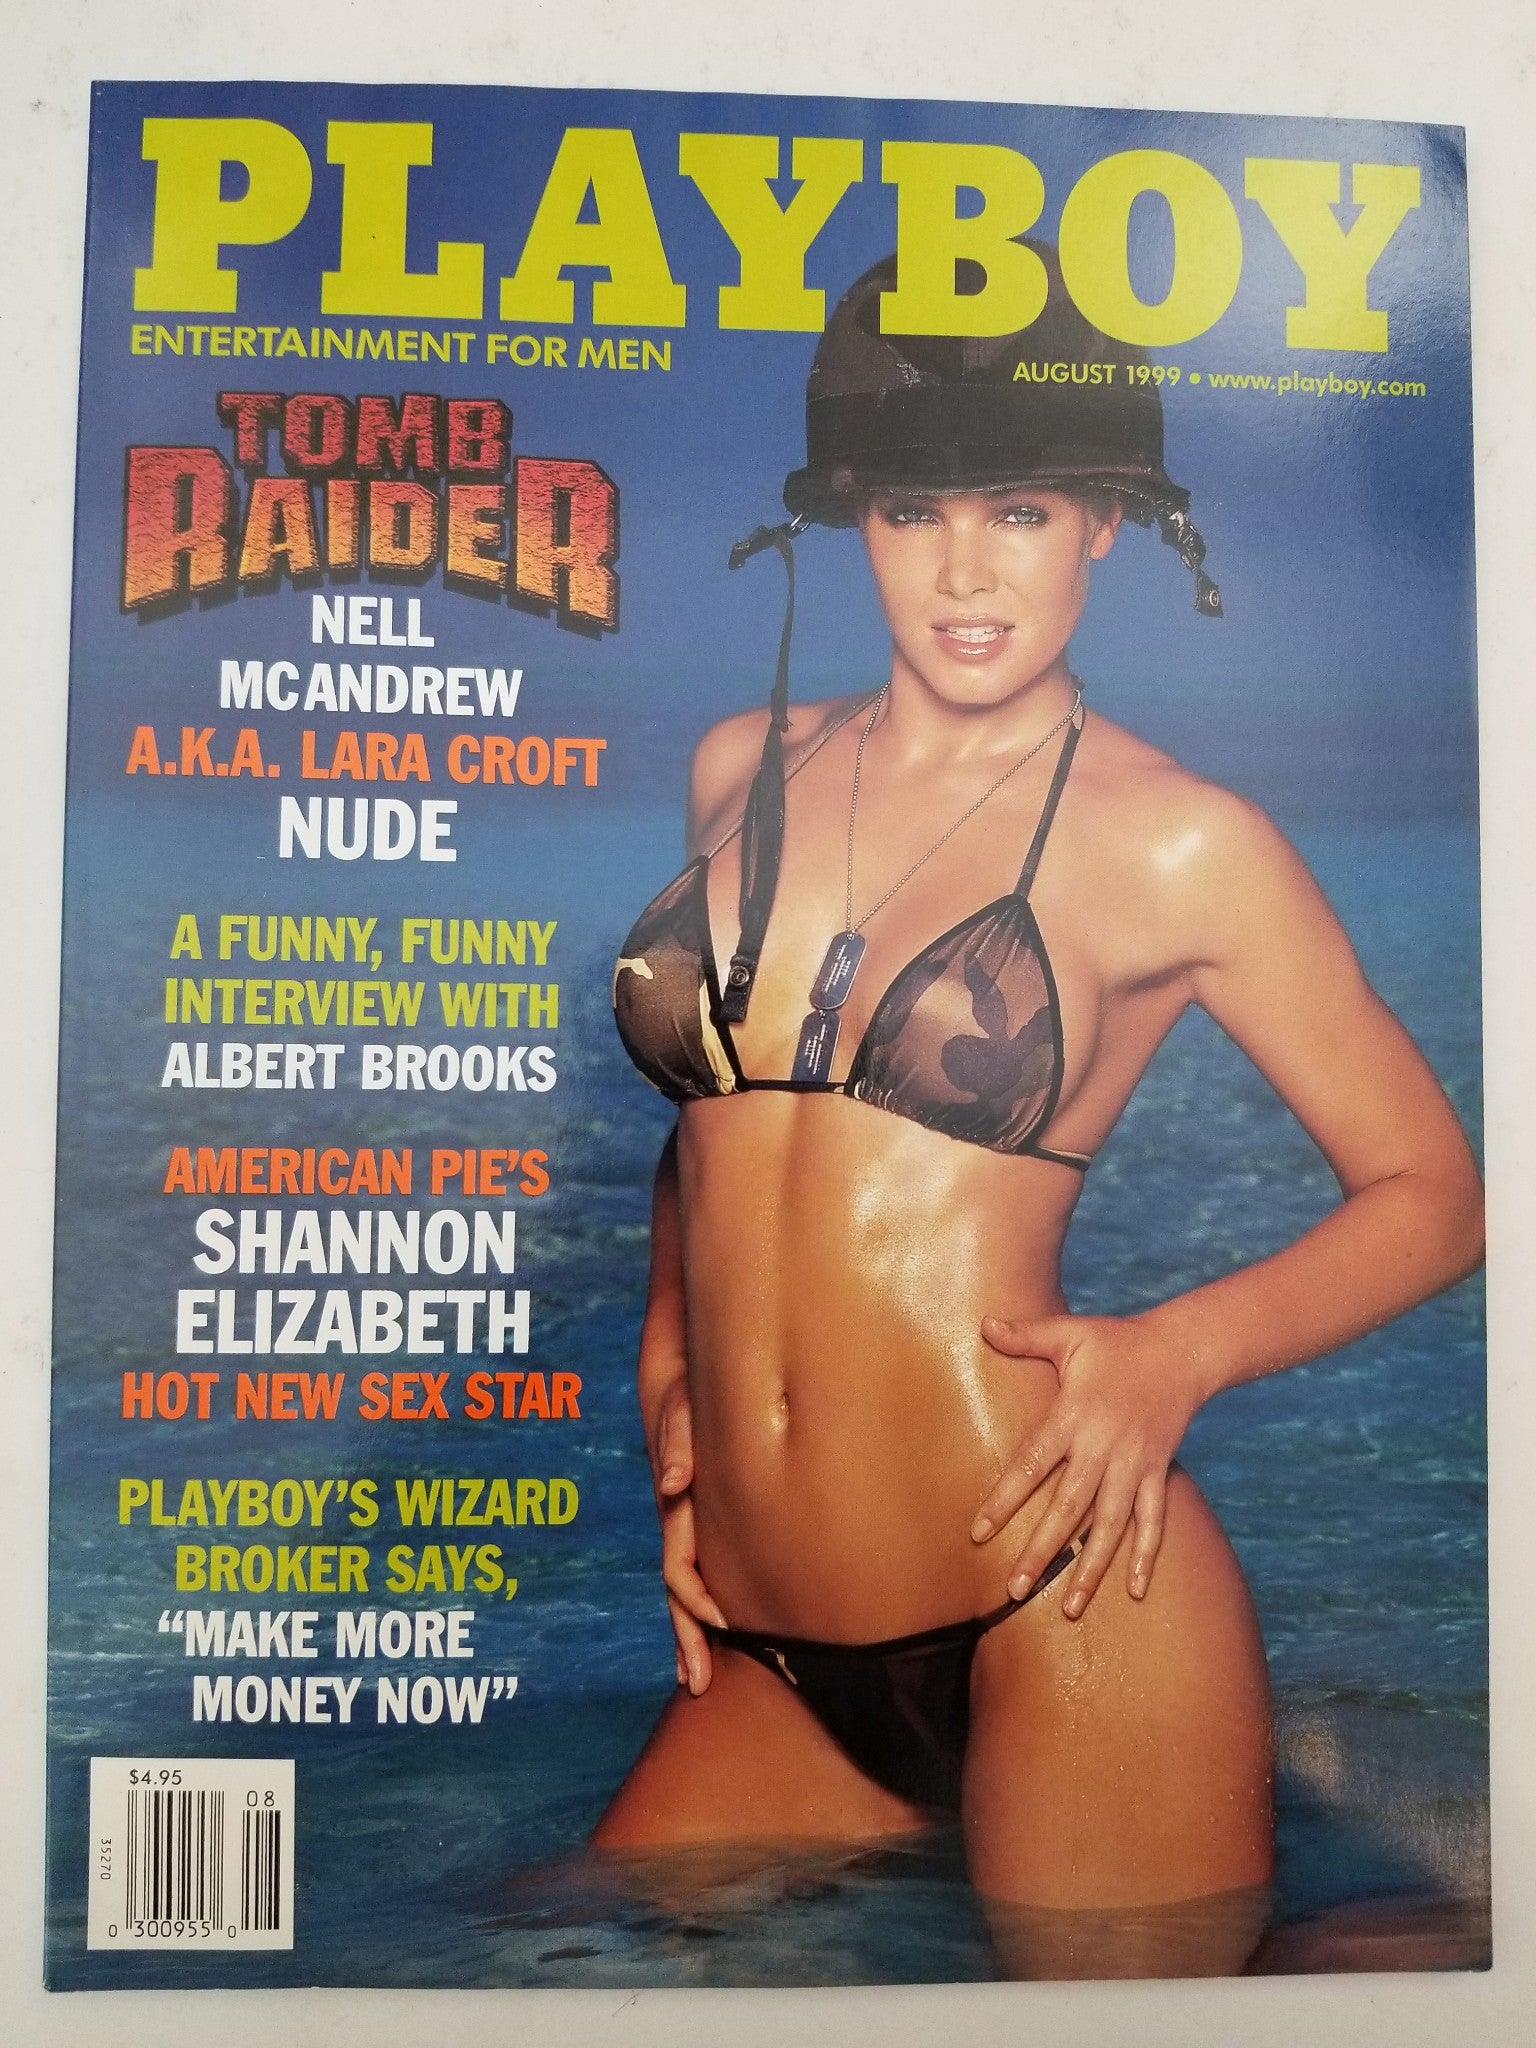 PLAYBOY
ENTERTAINMENT FOR MEN
AUGUST 1999 • www.playboy.com
TOMB
RAIDER
NELL
MCANDREW
A.K.A. LARA CROFT
NUDE
A FUNNY, FUNNY
INTERVIEW WITH
ALBERT BROOKS
AMERICAN PIE'S
SHANNON
ELIZABETH
HOT NEW SEX STAR
PLAYBOY'S WIZARD
BROKER SAYS,
“MAKE MORE
MONEY NOW”
$4.95
08
35270
0 300955 0